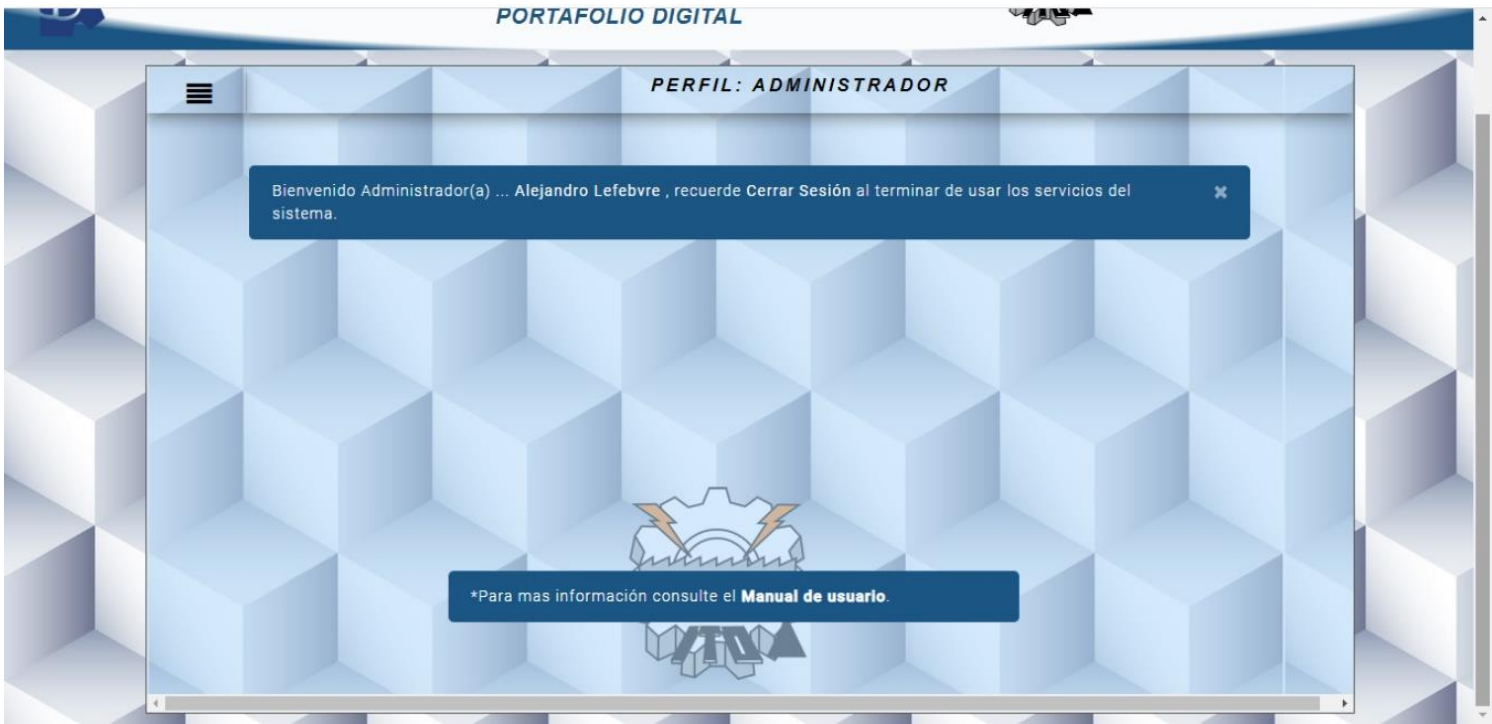 PORTAFOLIO DIGITAL
PERFIL: ADMINISTRADOR
Bienvenido Administrador(a) ... Alejandro Lefebvre , recuerde Cerrar Sesión al terminar de usar los servicios del
sistema.
*Para mas información consulte el Manual de usuario.
ITO